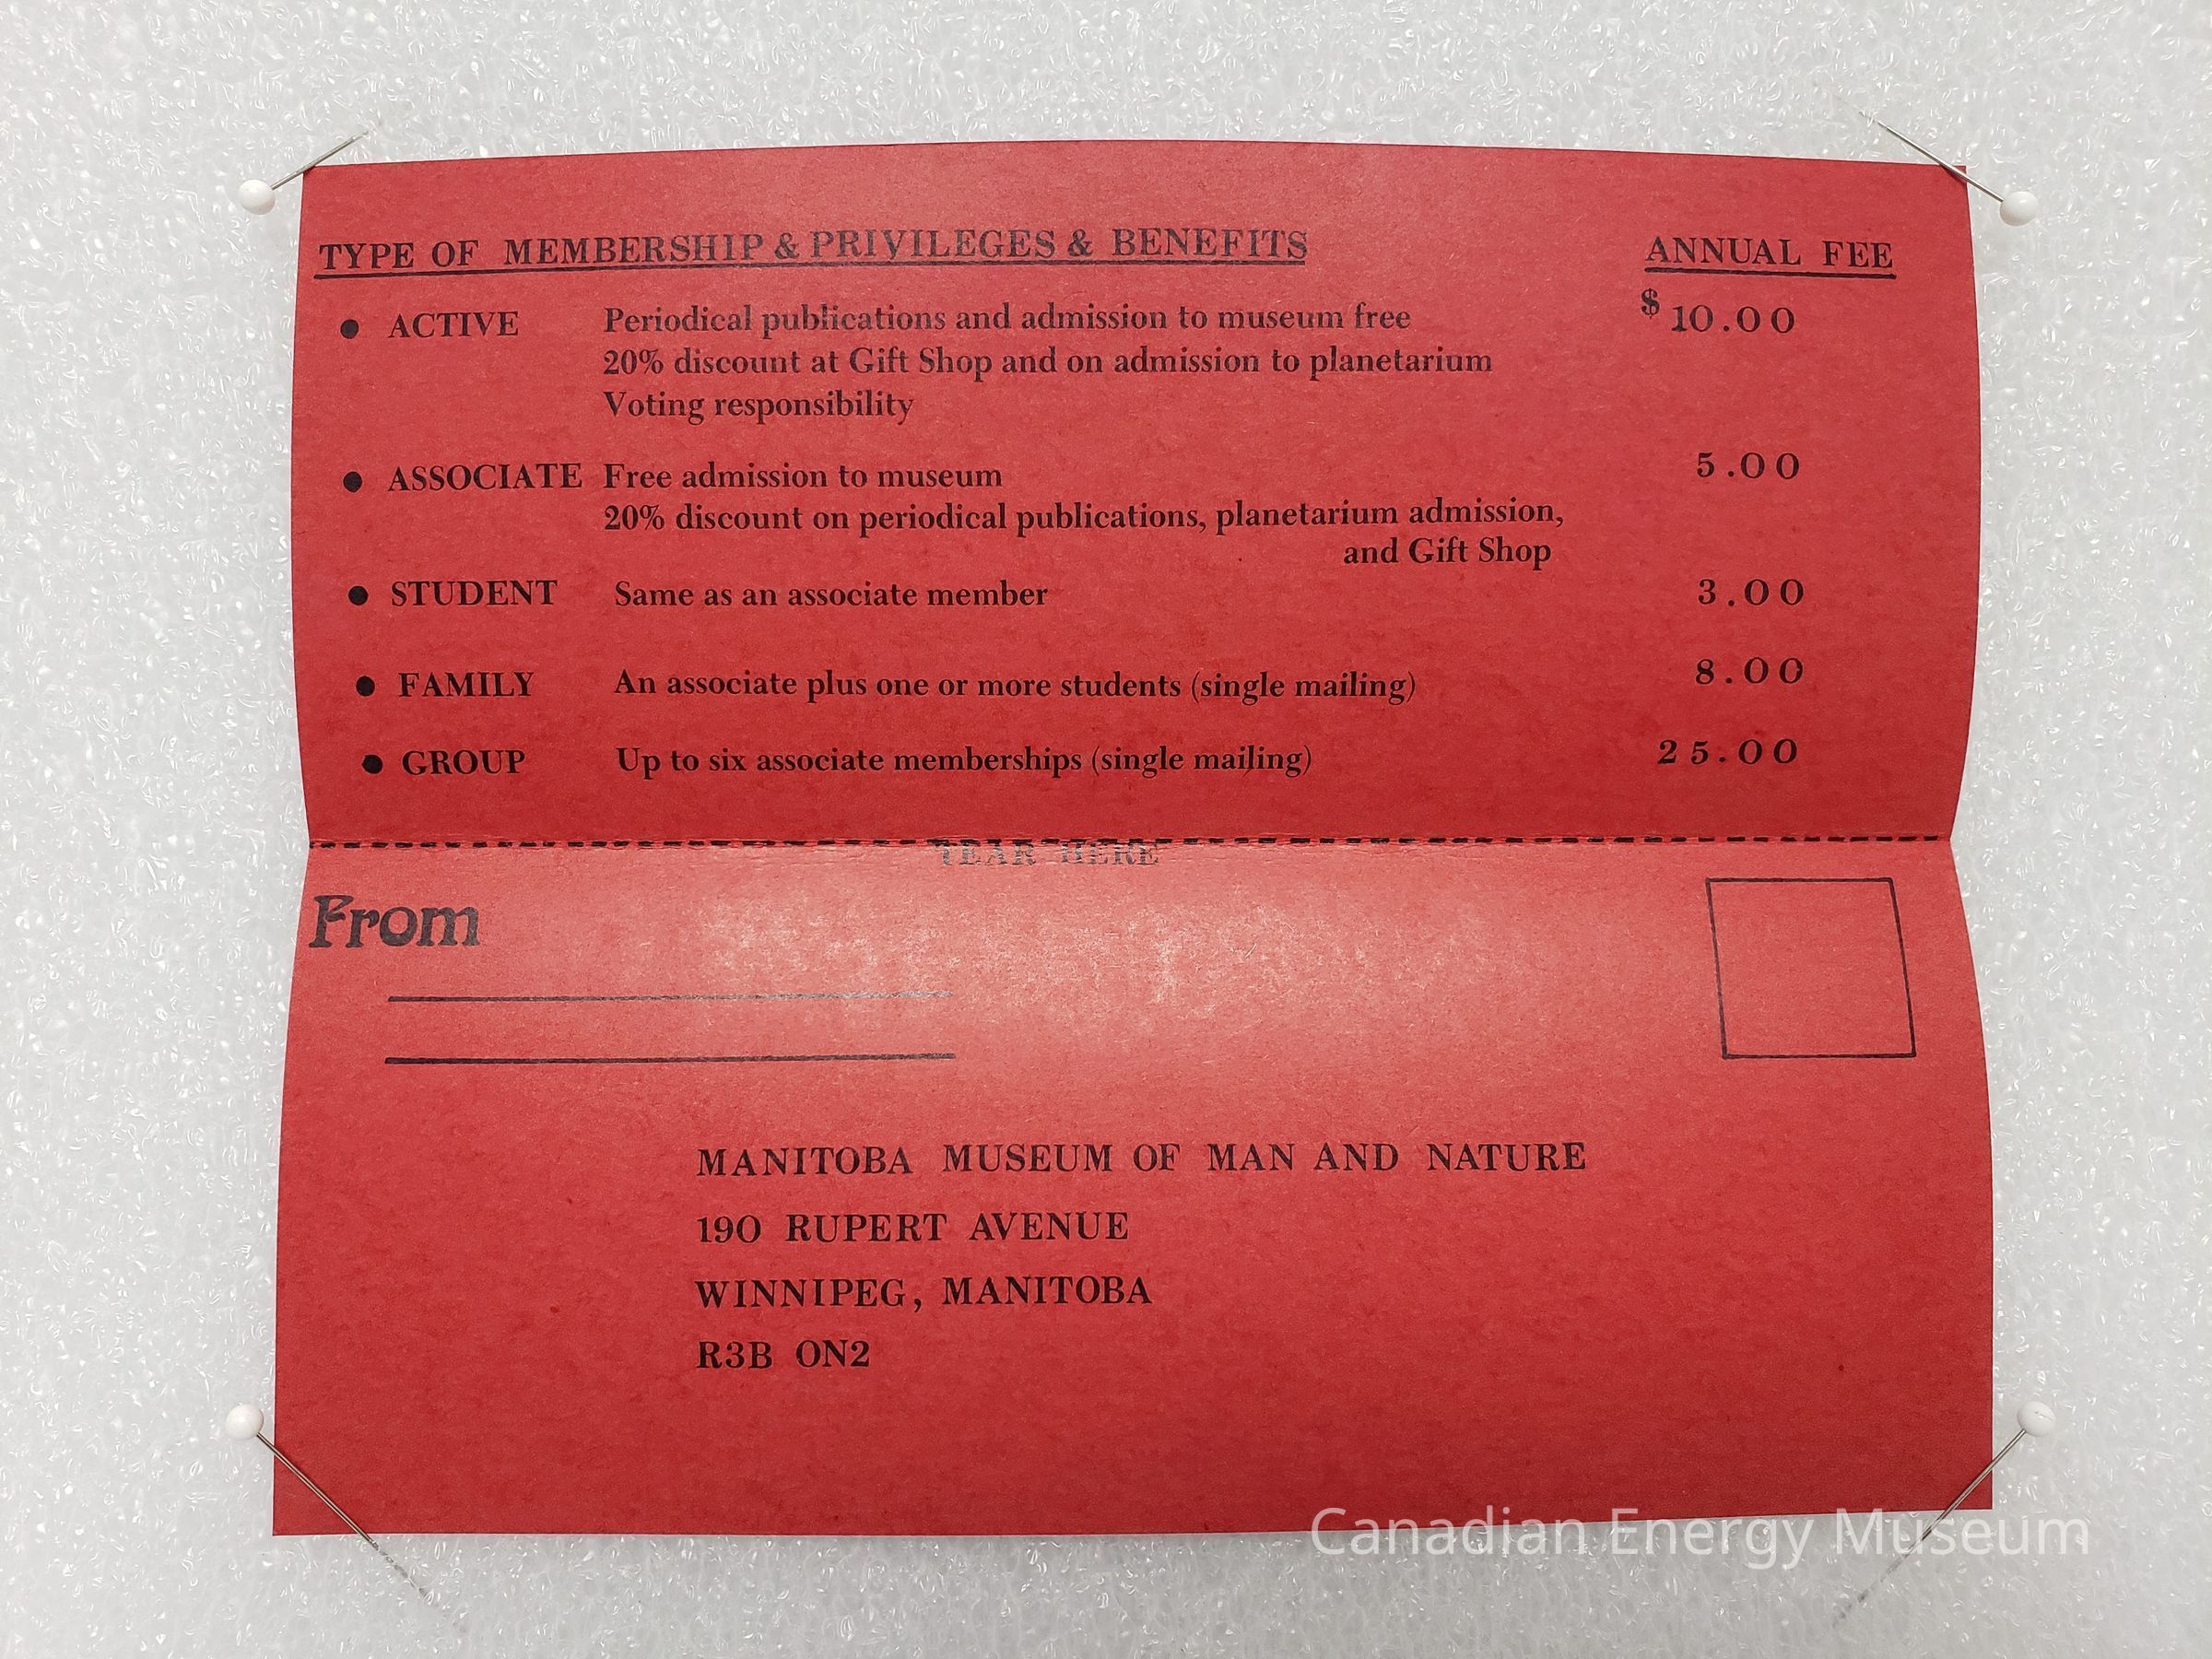 TYPE OF MEMBERSHIP & PRIVILEGES & BENEFITS ANNUAL FEE
• ACTIVE Periodical publications and admission to museum free $10.00
20% discount at Gift Shop and on admission to planetarium
Voting responsibility
• ASSOCIATE Free admission to museum 5.00
20% discount on periodical publications, planetarium admission,
and Gift Shop
• STUDENT Same as an associate member 3.00
• FAMILY An associate plus one or more students (single mailing) 8.00
• GROUP Up to six associate memberships (single mailing) 25.00
TEAR HERE
From
MANITOBA MUSEUM OF MAN AND NATURE
190 RUPERT AVENUE
WINNIPEG, MANITOBA
R3B ON2
Canadian Energy Museum